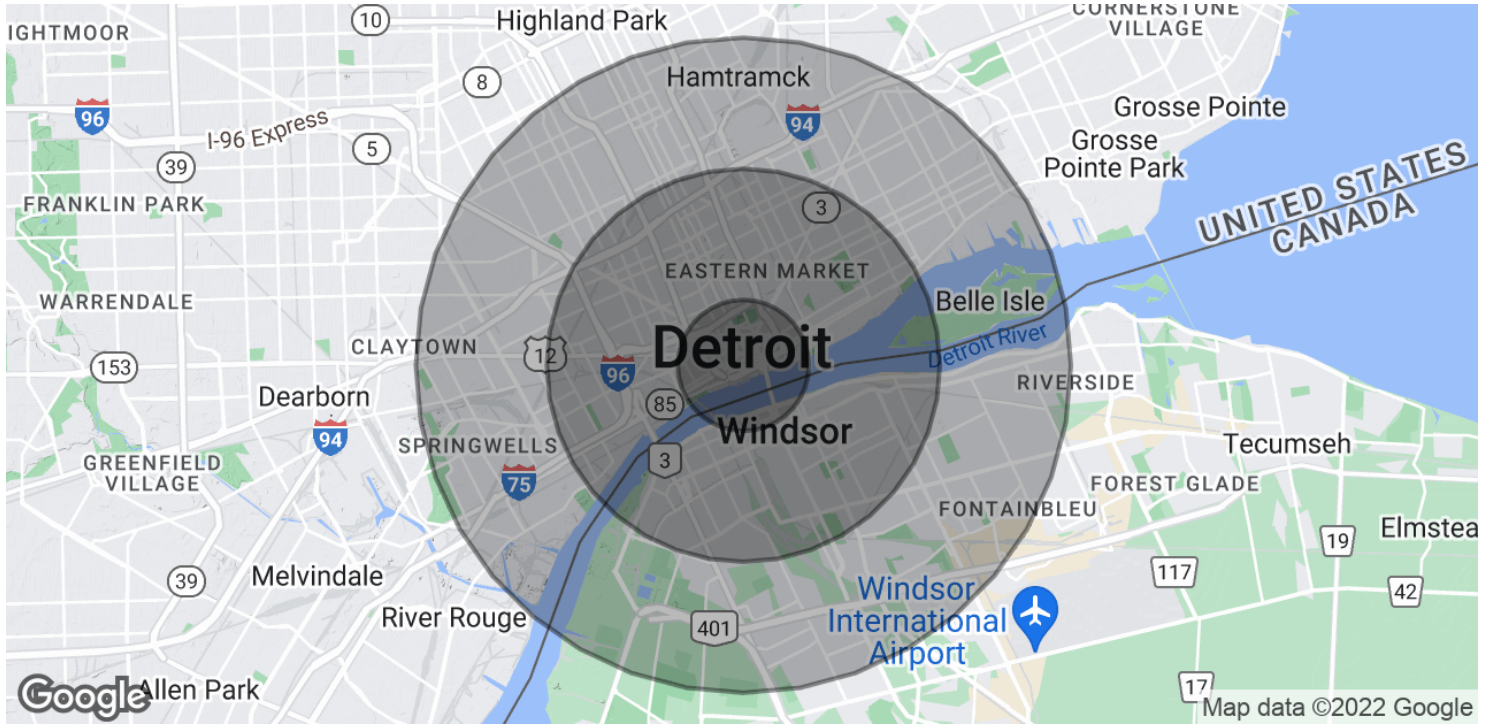 10
Highland Park
CORNERSTONE
VILLAGE
IGHTMOOR
8
Hamtramck
96
I-96 Express
94
Grosse Pointe
5
Grosse
Pointe Park
39
FRANKLIN PARK
3
UNITED STATES
CANADA
EASTERN MARKET
WARRENDALE
Belle Isle
Detroit River
CLAYTOWN
12
Detroit
153
96
RIVERSIDE
Dearborn
85
94
SPRINGWELLS
Windsor
Tecumseh
GREENFIELD
VILLAGE
3
75
FOREST GLADE
FONTAINBLEU
Elmstea
19
39
Melvindale
117
42
Windsor
International
Airport
River Rouge
401
17
Allen Park
Google
Map data ©2022 Google